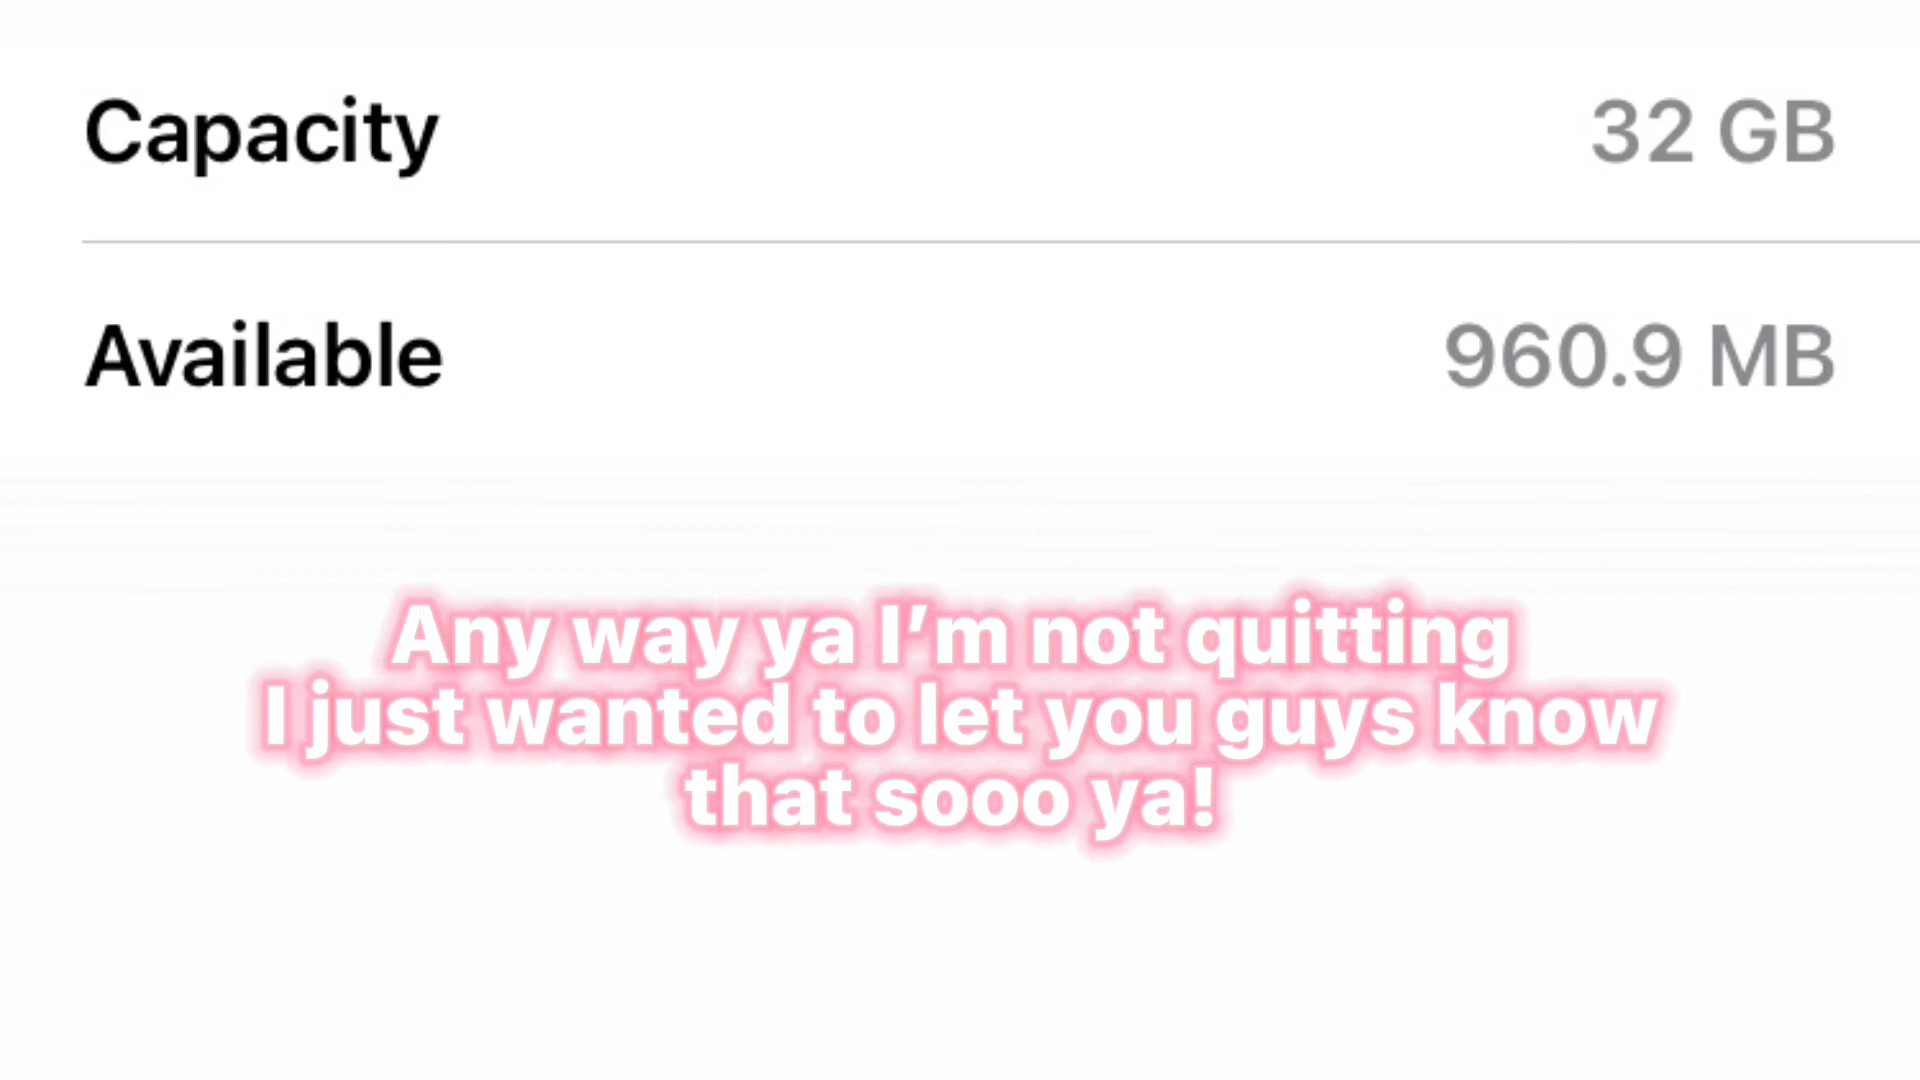 Capacity 32 GB
Available 960.9 MB
Any way ya I’m not quitting
I just wanted to let you guys know
that sooo ya!